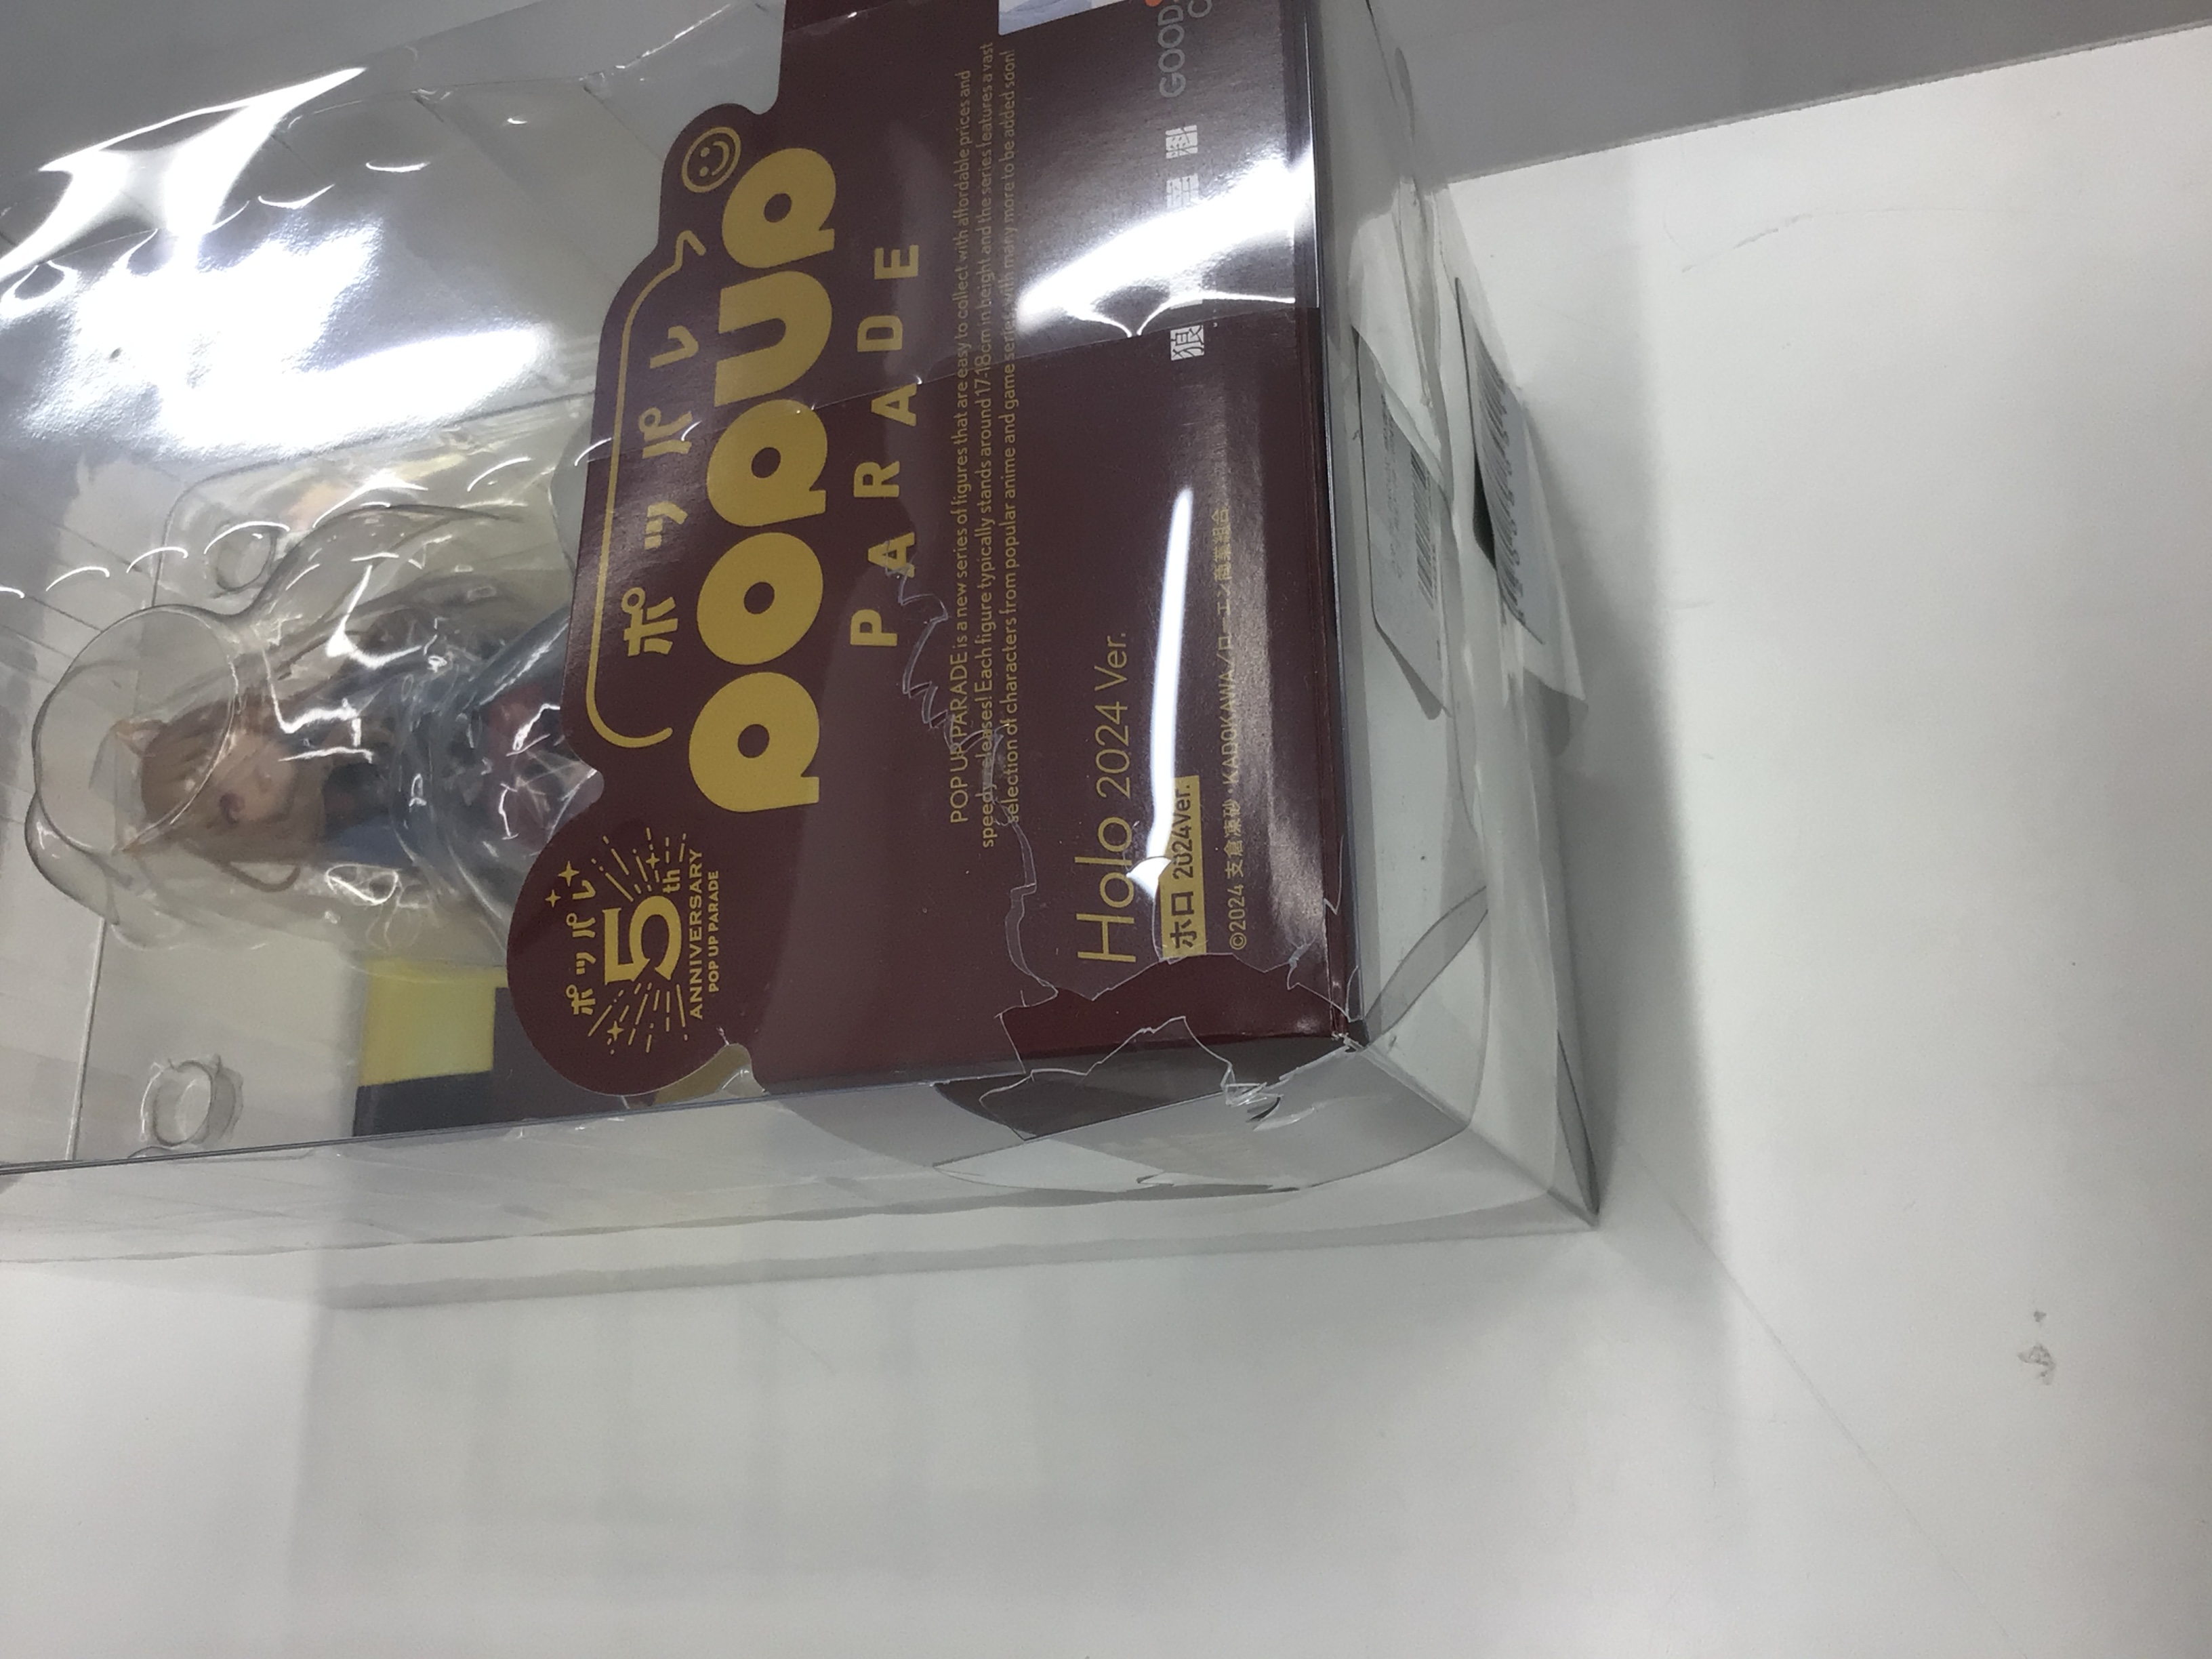 ポッパレ
POP UP
PARADE
ポッパレ
5th
ANNIVERSARY
POP UP PARADE
POP UP PARADE is a new series of figures that are easy to collect with affordable prices and
speedy releases! Each figure typically stands around 17-18cm in height and the series features a vast
selection of characters from popular anime and game series with many more to be added soon!
Holo 2024 Ver.
ホロ 2024Ver.
狼
GOOD
©2024 支倉凍砂・KADOKAWA／ローエン商業組合